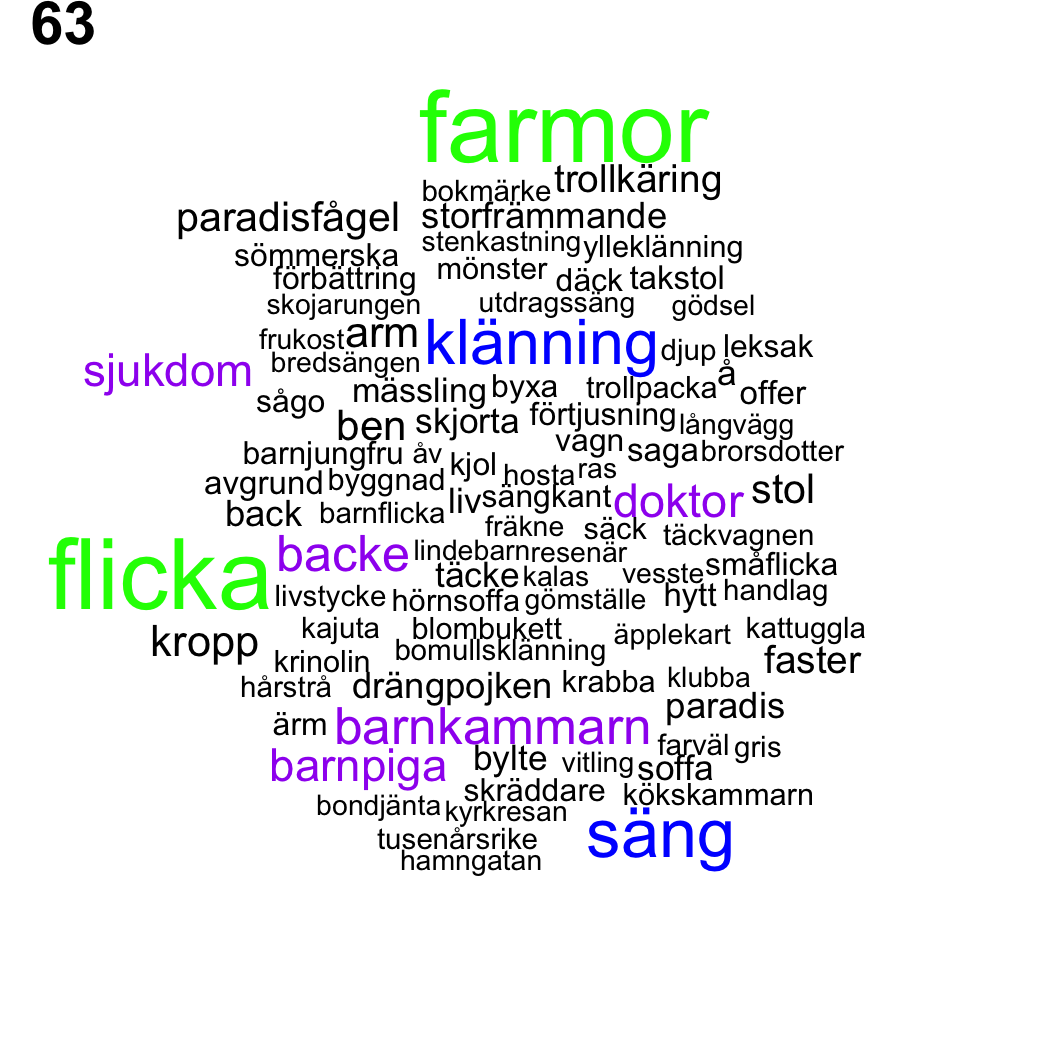 63
farmor
bokmärke trollkäring
paradisfågel storfrämmande
sömmerska stenkastning ylleklänning
förbättring mönster däck takstol
skojarungen utdragssäng gödsel
frukost arm klänning djup leksak
sjukdom bredsängen å
sågo mässling byxa trollpacka offer
ben skjorta förtjusning långvägg
barnjungfru åv vagn saga brorsdotter
avgrund byggnad kjol hosta ras
back barnflicka liv sängkant doktor stol
fräkne säck täckvagnen
flicka backe lindebarn resenär
täcke kalas vesste småflicka
livstycke hörnsoffa gömställe hytt handlag
kropp kajuta blombukett äpplekart kattuggla
krinolin bomullsklänning faster
hårstrå drängpojken krabba klubba
ärm barnkammarn paradis
barnpiga bylte vitling soffa farväl gris
skräddare kökskammarn
bondjänta kyrkresan säng
tusenårsrike
hamngatan